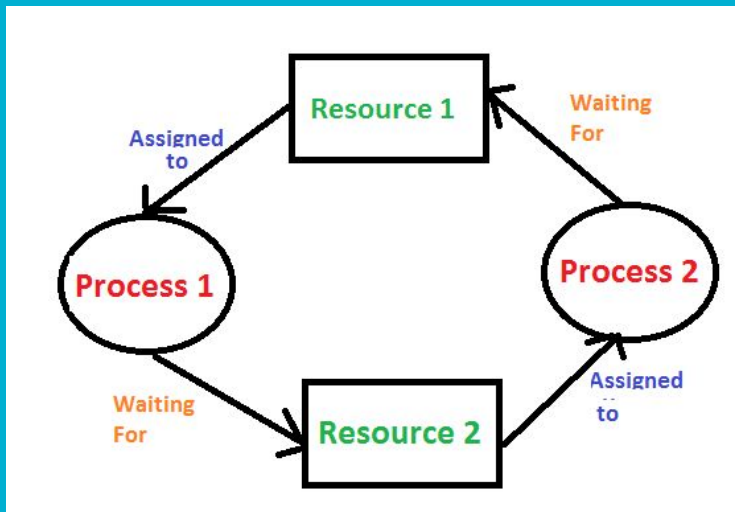 Resource 1
Waiting
For
Assigned
to
Process 1
Process 2
Waiting
For
Resource 2
Assigned
to